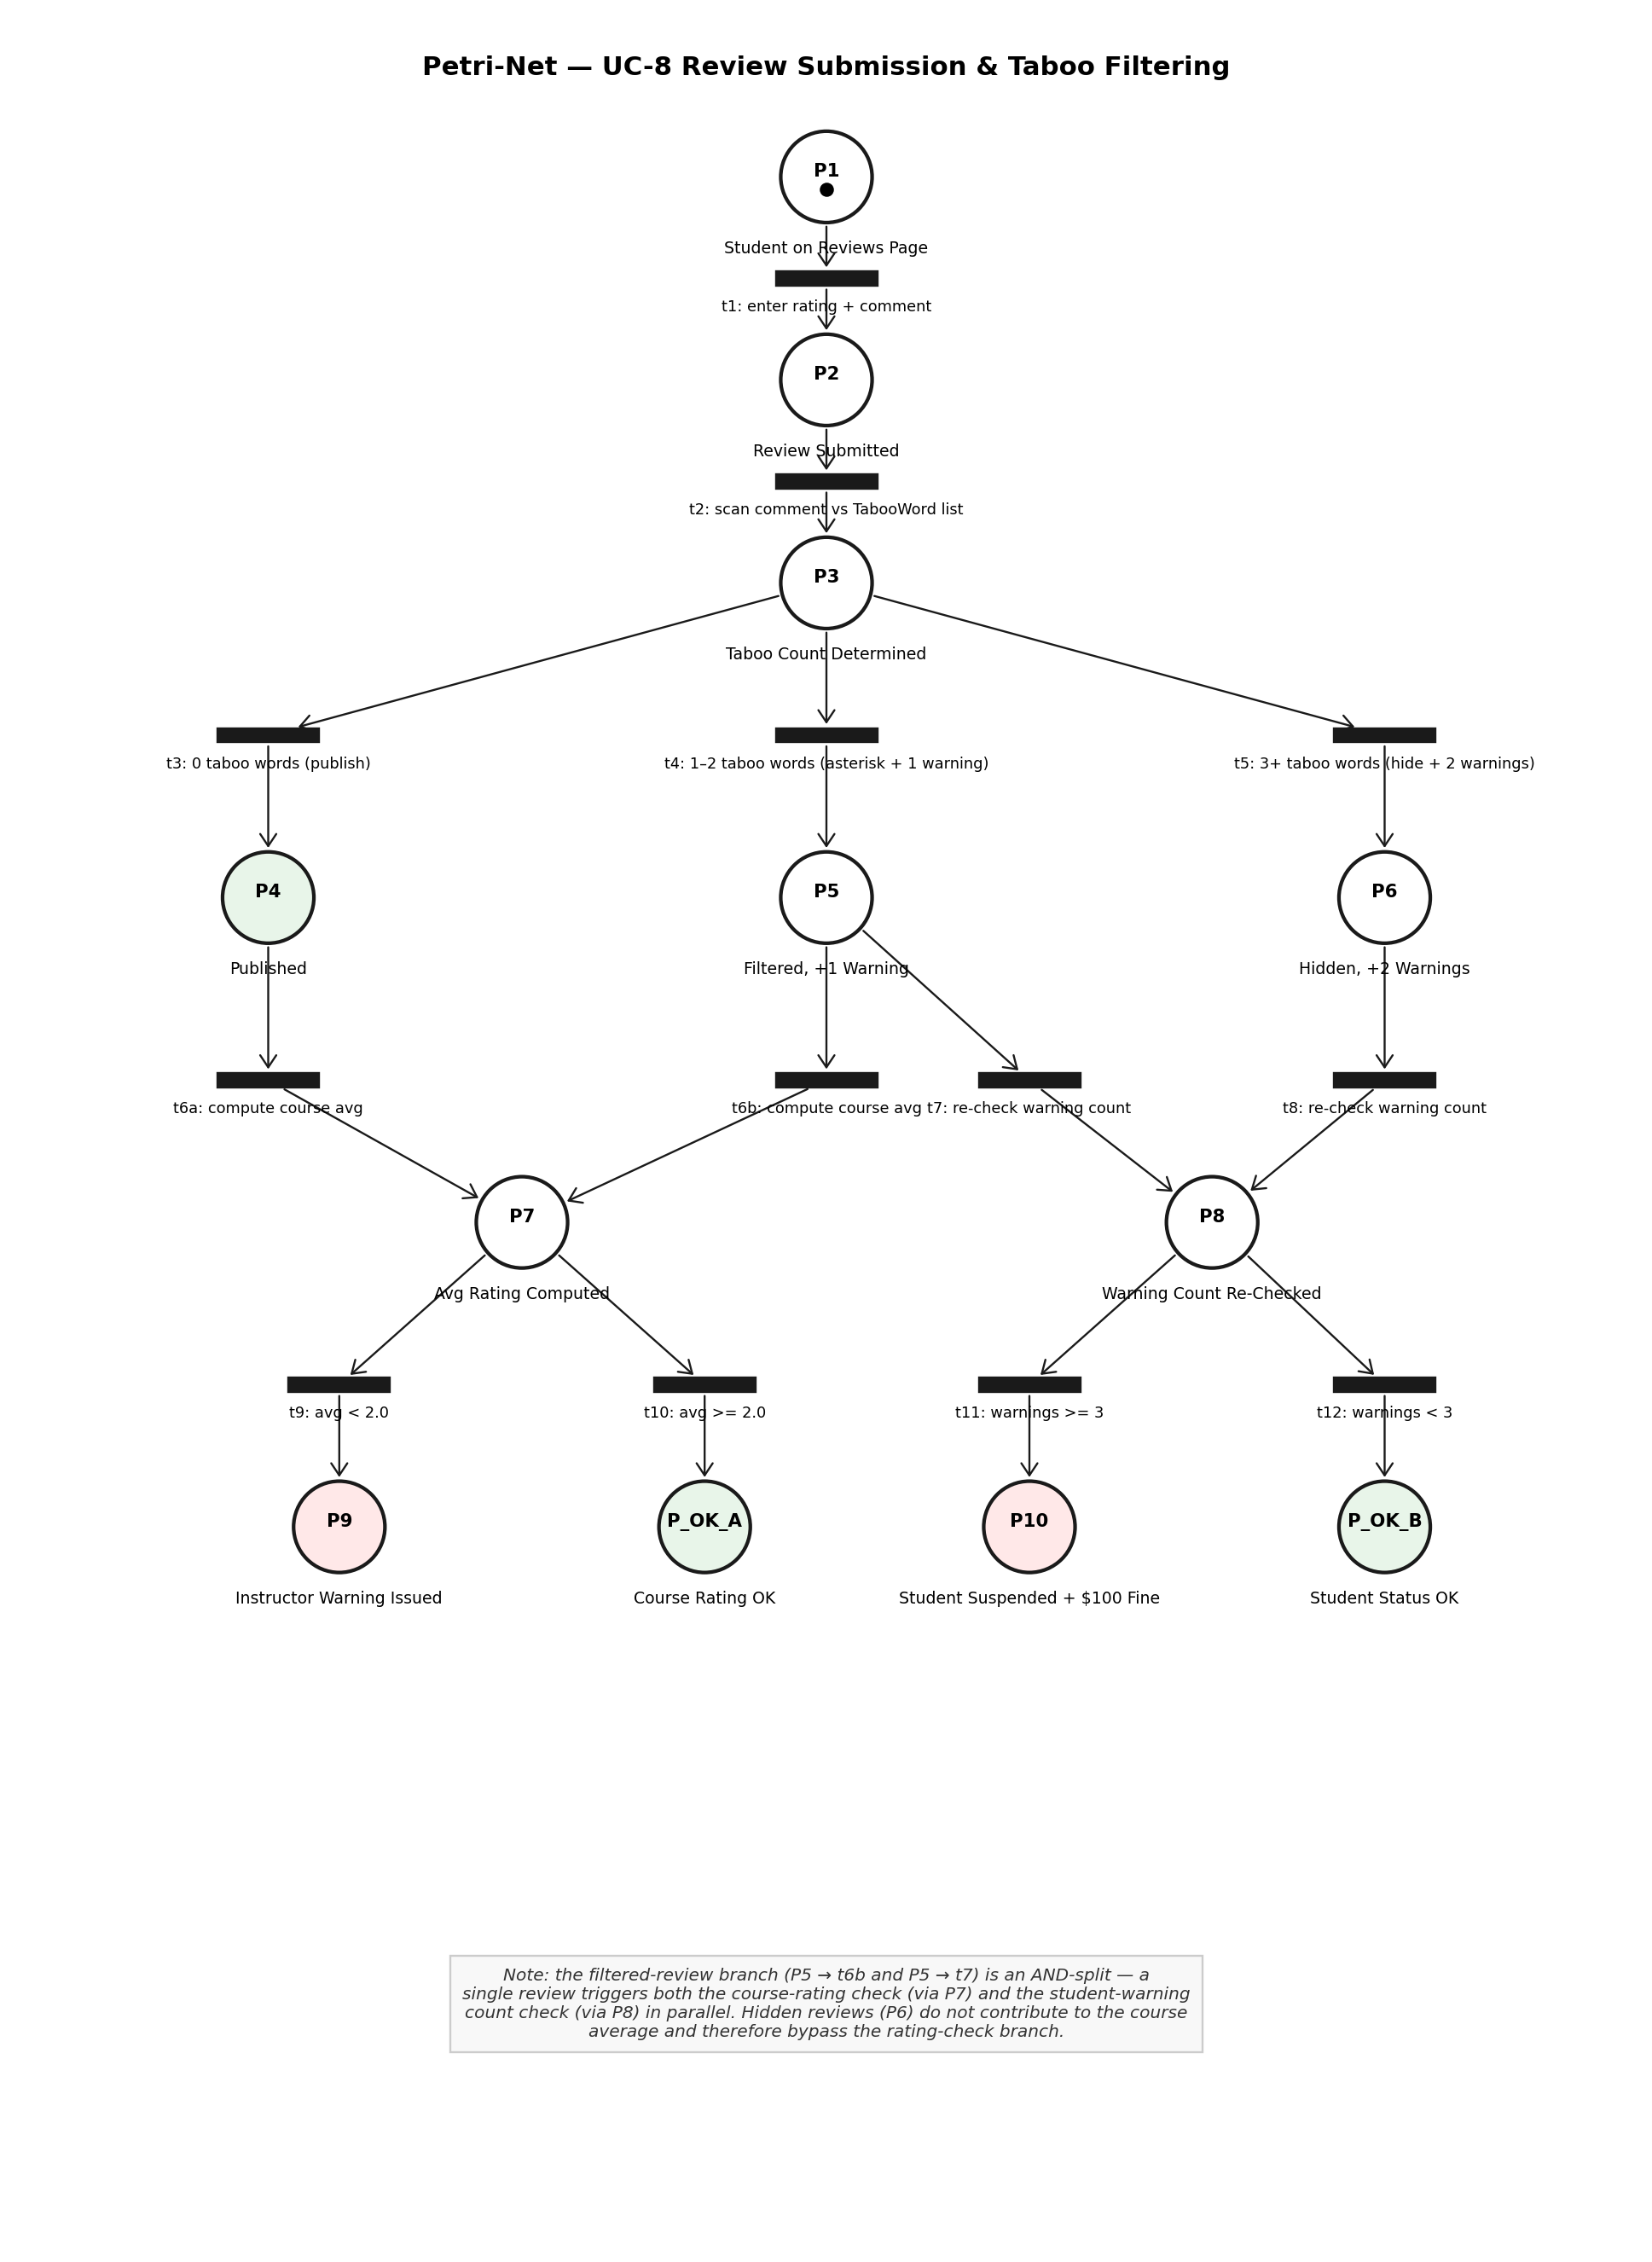 Petri-Net — UC-8 Review Submission & Taboo Filtering
P1
Student on Reviews Page
t1: enter rating + comment
P2
Review Submitted
t2: scan comment vs TabooWord list
P3
Taboo Count Determined
t3: 0 taboo words (publish)
t4: 1–2 taboo words (asterisk + 1 warning)
t5: 3+ taboo words (hide + 2 warnings)
P4
P5
P6
Published
Filtered, +1 Warning
Hidden, +2 Warnings
t6a: compute course avg
t6b: compute course avg
t7: re-check warning count
t8: re-check warning count
P7
P8
Avg Rating Computed
Warning Count Re-Checked
t9: avg < 2.0
t10: avg >= 2.0
t11: warnings >= 3
t12: warnings < 3
P9
P_OK_A
P10
P_OK_B
Instructor Warning Issued
Course Rating OK
Student Suspended + $100 Fine
Student Status OK
Note: the filtered-review branch (P5 → t6b and P5 → t7) is an AND-split — a
single review triggers both the course-rating check (via P7) and the student-warning
count check (via P8) in parallel. Hidden reviews (P6) do not contribute to the course
average and therefore bypass the rating-check branch.